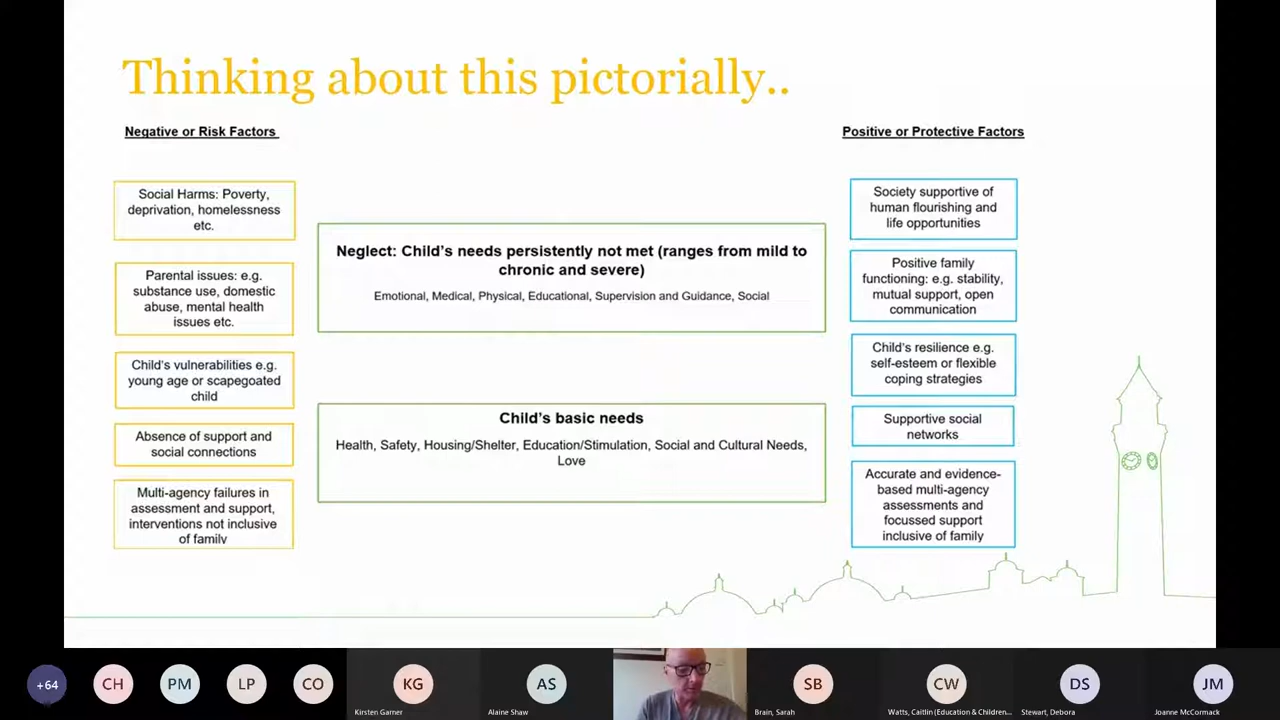 Thinking about this pictorially..
Negative or Risk Factors
Social Harms: Poverty,
deprivation, homelessness
etc.
Parental issues: e.g.
substance use, domestic
abuse, mental health
issues etc.
Child's vulnerabilities e.g.
young age or scapegoated
child
Absence of support and
social connections
Multi-agency failures in
assessment and support,
interventions not inclusive
of family
Neglect: Child's needs persistently not met (ranges from mild to
chronic and severe)
Emotional, Medical, Physical, Educational, Supervision and Guidance, Social
Child's basic needs
Health, Safety, Housing/Shelter, Education/Stimulation, Social and Cultural Needs,
Love
Positive or Protective Factors
Society supportive of
human flourishing and
life opportunities
Positive family
functioning: e.g. stability,
mutual support, open
communication
Child's resilience e.g.
self-esteem or flexible
coping strategies
Supportive social
networks
Accurate and evidence-
based multi-agency
assessments and
focussed support
inclusive of family
+64
CH
PM
LP
CO
KG
Kirsten Garner
AS
Alaine Shaw
SB
Brain, Sarah
CW
Watts, Caitlin (Education & Children...
DS
Stewart, Debora
JM
Joanne McCormack